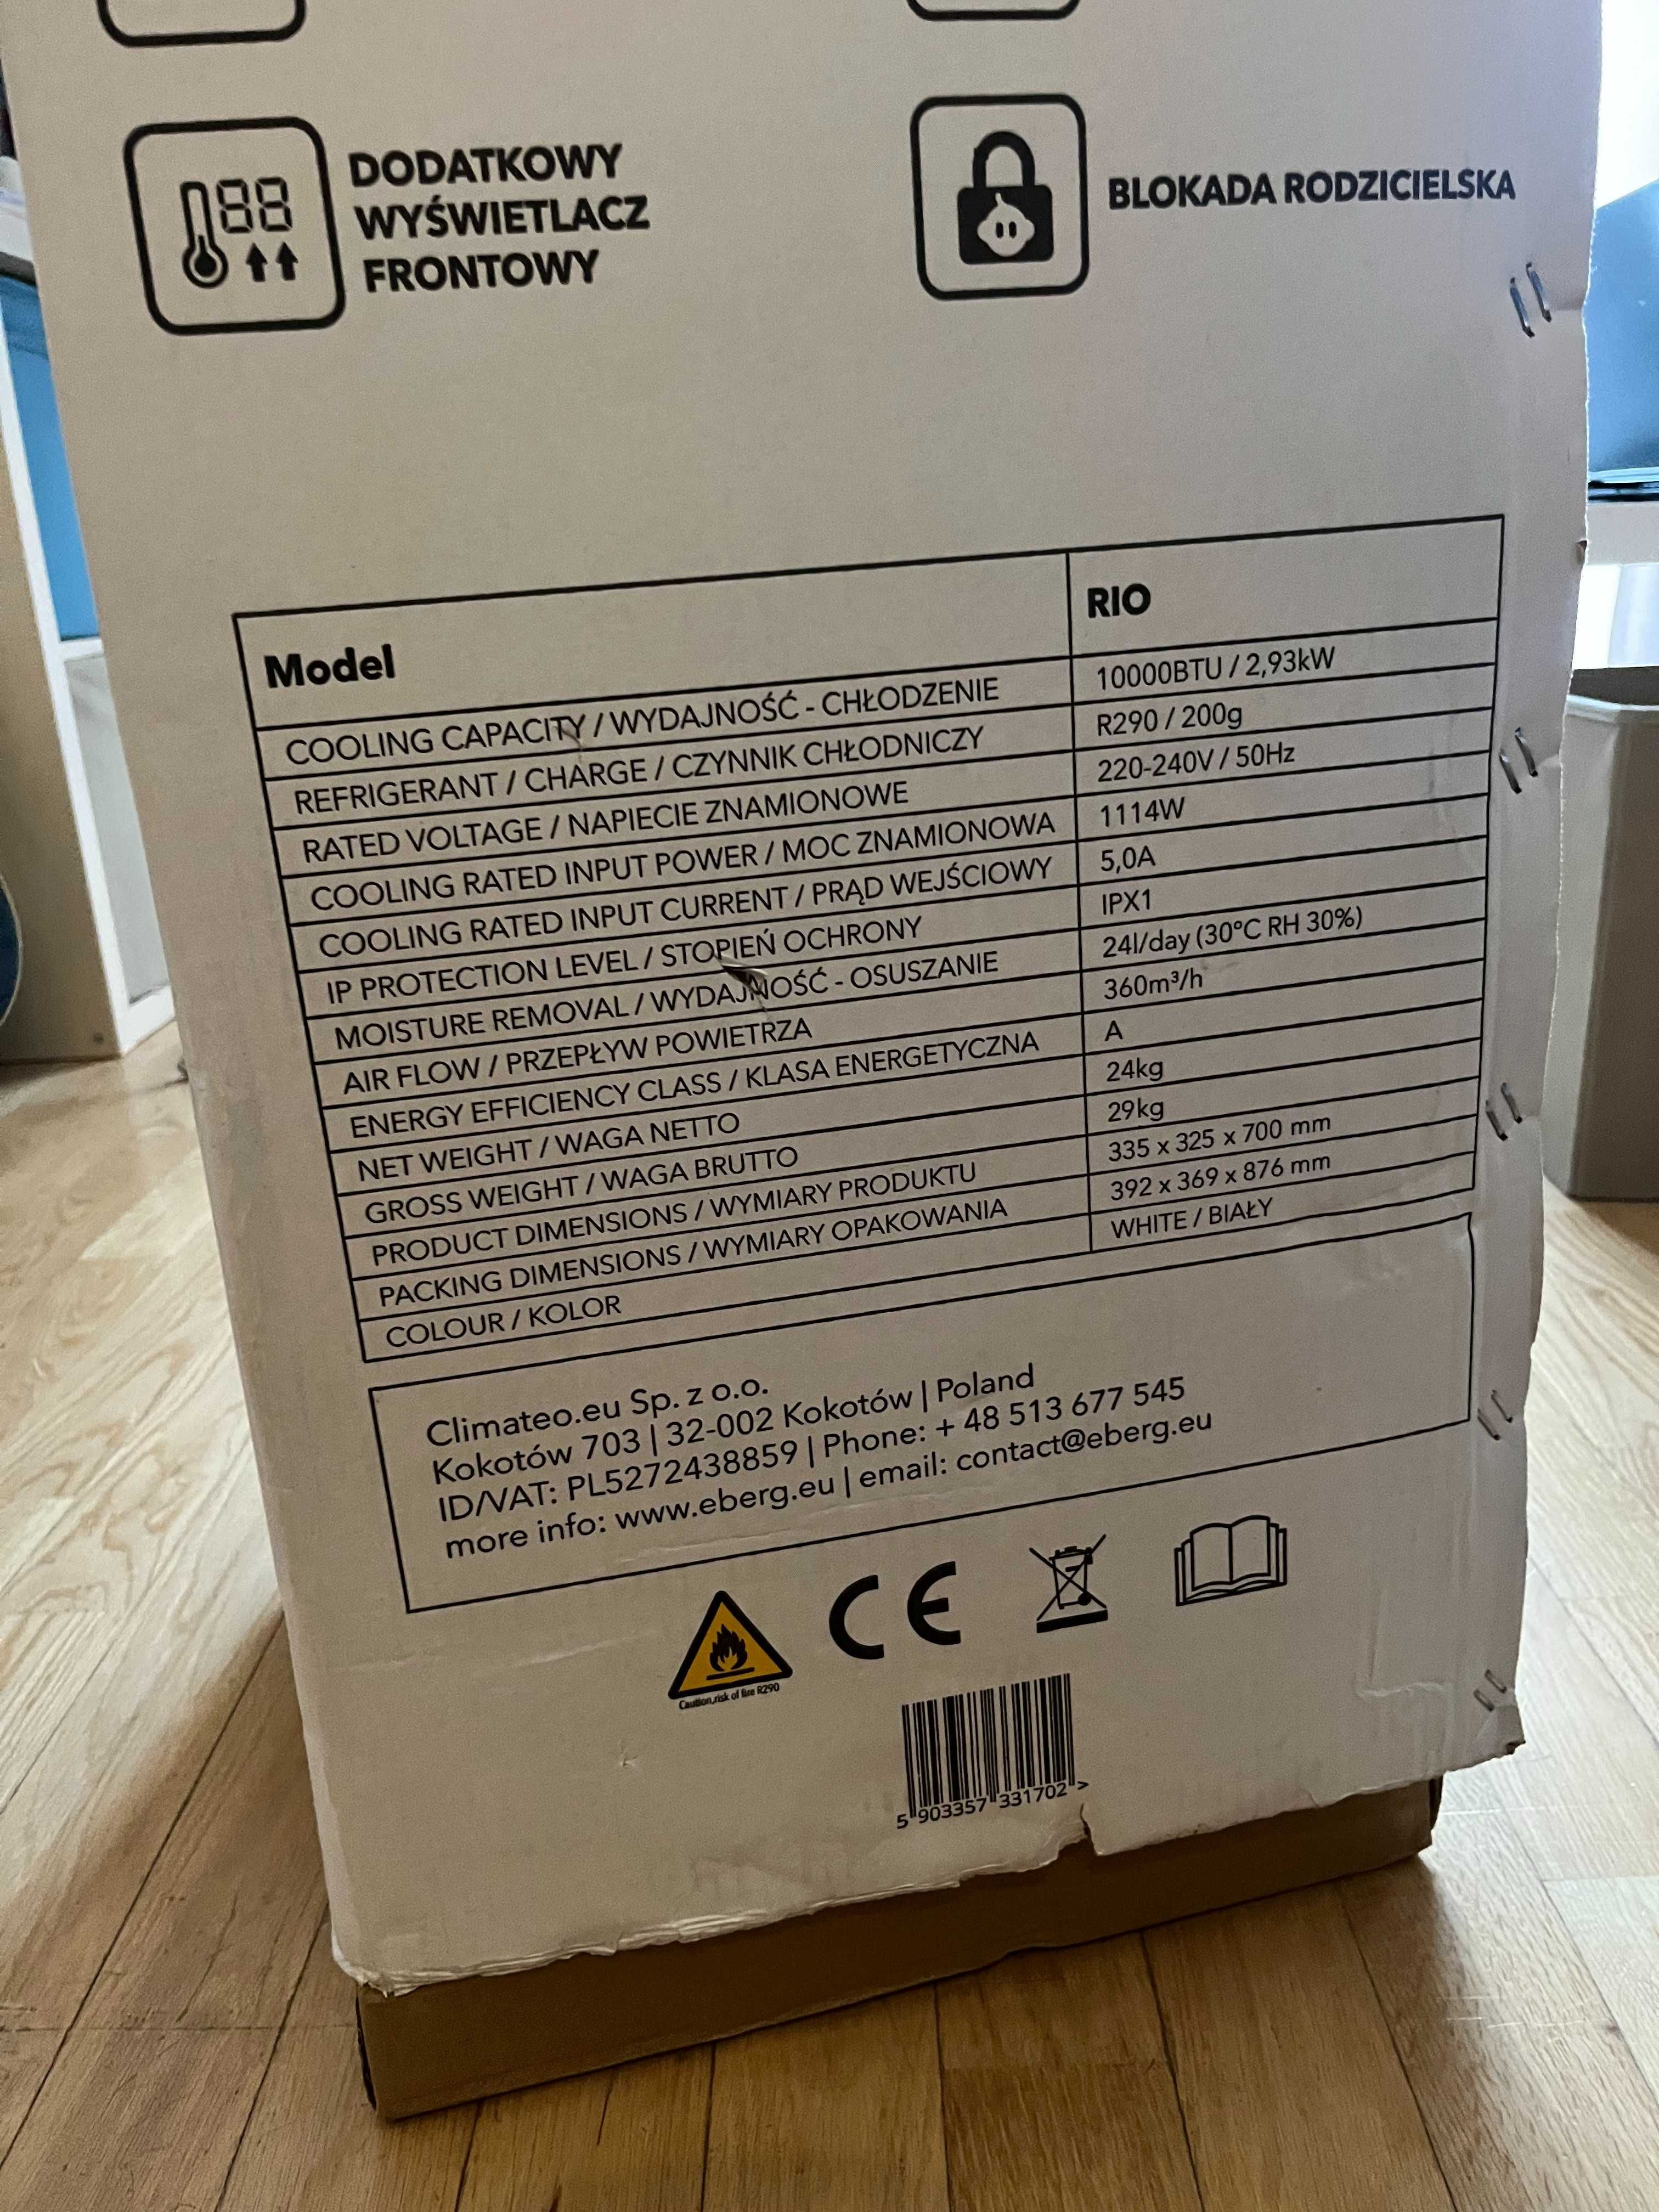 DODATKOWY
WYŚWIETLACZ
FRONTOWY
BLOKADA RODZICIELSKA
Model RIO
COOLING CAPACITY / WYDAJNOŚĆ - CHŁODZENIE 10000BTU / 2,93kW
REFRIGERANT / CHARGE / CZYNNIK CHŁODNICZY R290 / 200g
RATED VOLTAGE / NAPIECIE ZNAMIONOWE 220-240V / 50Hz
COOLING RATED INPUT POWER / MOC ZNAMIONOWA 1114W
COOLING RATED INPUT CURRENT / PRĄD WEJŚCIOWY 5,0A
IP PROTECTION LEVEL / STOPIEŃ OCHRONY IPX1
MOISTURE REMOVAL / WYDAJNOŚĆ - OSUSZANIE 24l/day (30°C RH 30%)
AIR FLOW / PRZEPŁYW POWIETRZA 360m³/h
ENERGY EFFICIENCY CLASS / KLASA ENERGETYCZNA A
NET WEIGHT / WAGA NETTO 24kg
GROSS WEIGHT / WAGA BRUTTO 29kg
PRODUCT DIMENSIONS / WYMIARY PRODUKTU 335 x 325 x 700 mm
PACKING DIMENSIONS / WYMIARY OPAKOWANIA 392 x 369 x 876 mm
COLOUR / KOLOR WHITE / BIAŁY
Climateo.eu Sp. z o.o.
Kokotów 703 | 32-002 Kokotów | Poland
ID/VAT: PL5272438859 | Phone: + 48 513 677 545
more info: www.eberg.eu | email: contact@eberg.eu
CE
Caution,risk of fire R290
5 903357 331702 >